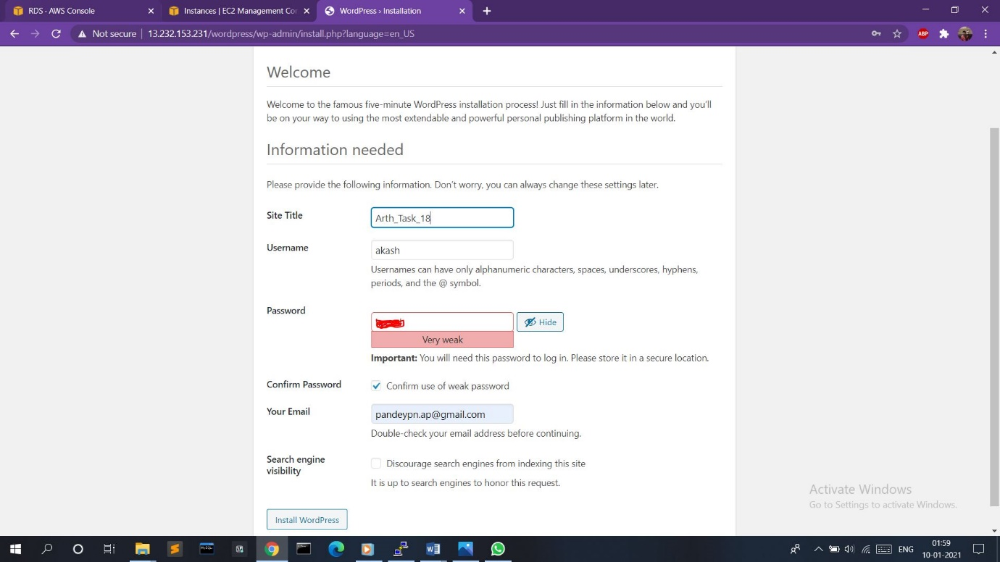 RDS · AWS Console
Instances | EC2 Management Co
WordPress › Installation
Not secure
13.232.153.231/wordpress/wp-admin/install.php?language=en_US
ABP
Welcome
Welcome to the famous five-minute WordPress installation process! Just fill in the information below and you'll
be on your way to using the most extendable and powerful personal publishing platform in the world.
Information needed
Please provide the following information. Don't worry, you can always change these settings later.
Site Title
Arth_Task_18
Username
akash
Usernames can have only alphanumeric characters, spaces, underscores, hyphens,
periods, and the @ symbol.
Password
Hide
Very weak
Important: You will need this password to log in. Please store it in a secure location.
Confirm Password
Confirm use of weak password
Your Email
pandeypn.ap@gmail.com
Double-check your email address before continuing.
Search engine
visibility
Discourage search engines from indexing this site
It is up to search engines to honor this request.
Activate Windows
Go to Settings to activate Windows.
Install WordPress
MySQL
ENG
01:59
10-01-2021